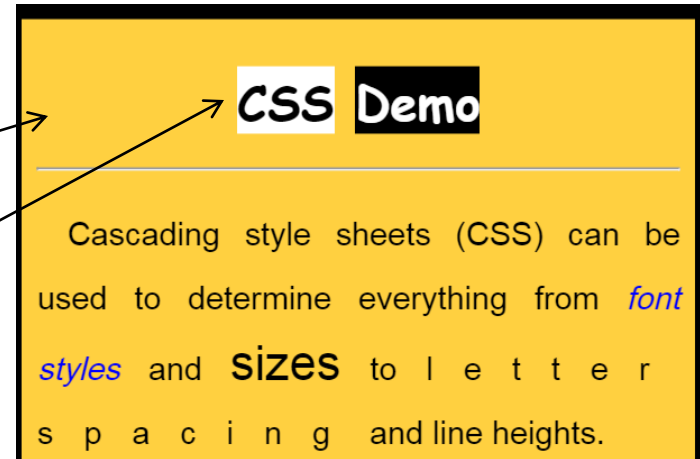 CSS Demo
Cascading style sheets (CSS) can be
used to determine everything from font
styles and sizes to l e t t e r
s p a c i n g and line heights.